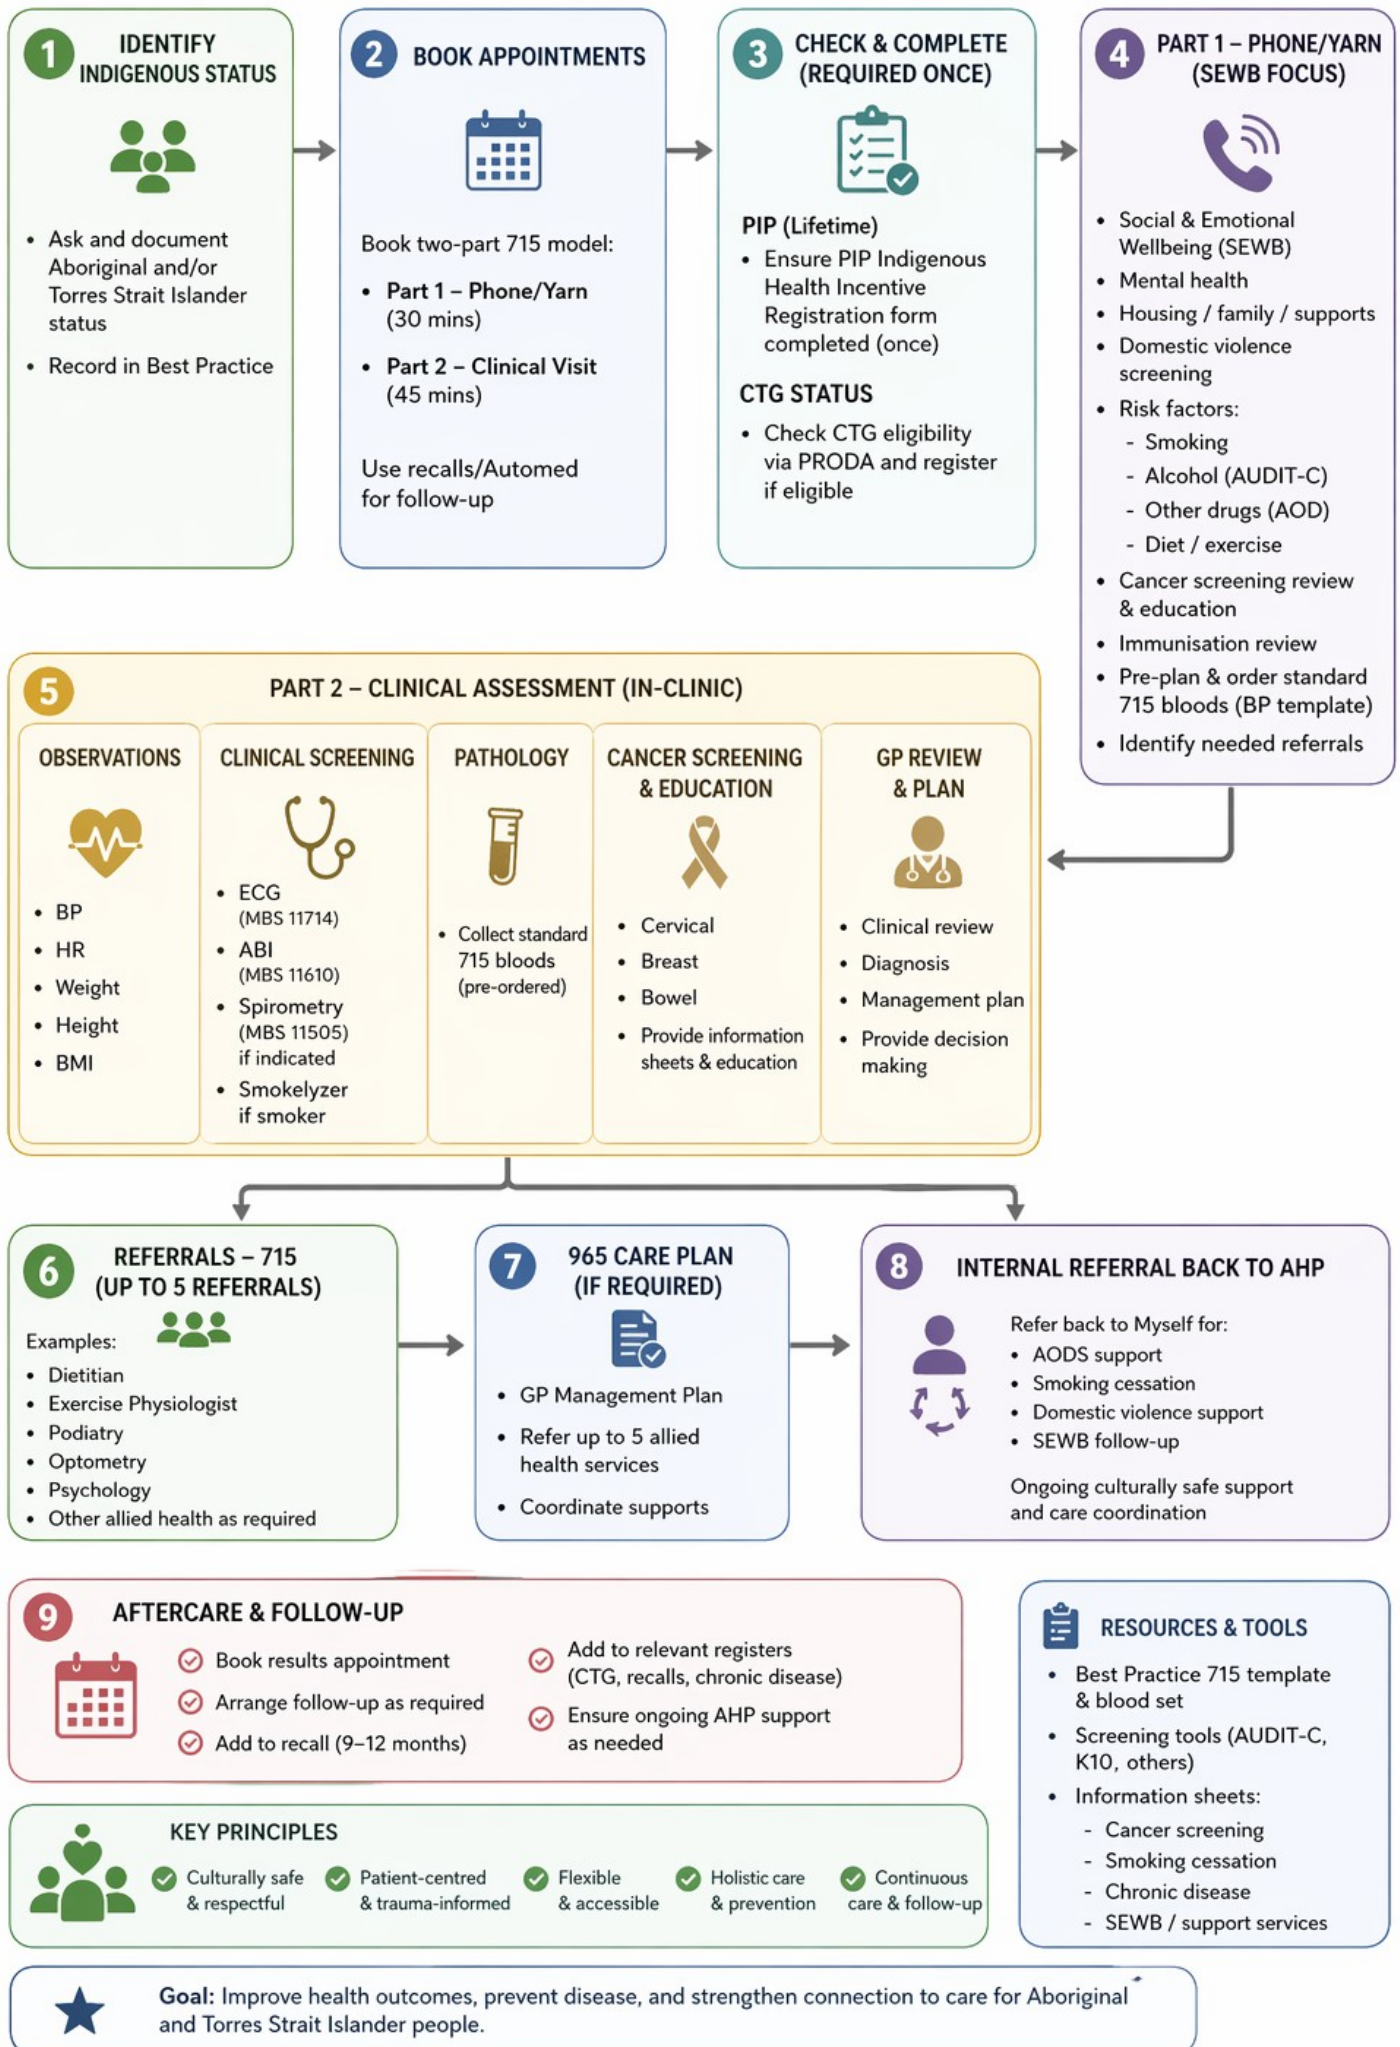 1
IDENTIFY
INDIGENOUS STATUS
• Ask and document
Aboriginal and/or
Torres Strait Islander
status
• Record in Best Practice
2
BOOK APPOINTMENTS
Book two-part 715 model:
• Part 1 – Phone/Yarn
(30 mins)
• Part 2 – Clinical Visit
(45 mins)
Use recalls/Automed
for follow-up
3
CHECK & COMPLETE
(REQUIRED ONCE)
PIP (Lifetime)
• Ensure PIP Indigenous
Health Incentive
Registration form
completed (once)
CTG STATUS
• Check CTG eligibility
via PRODA and register
if eligible
4
PART 1 – PHONE/YARN
(SEWB FOCUS)
• Social & Emotional
Wellbeing (SEWB)
• Mental health
• Housing / family / supports
• Domestic violence
screening
• Risk factors:
- Smoking
- Alcohol (AUDIT-C)
- Other drugs (AOD)
- Diet / exercise
• Cancer screening review
& education
• Immunisation review
• Pre-plan & order standard
715 bloods (BP template)
• Identify needed referrals
5
PART 2 – CLINICAL ASSESSMENT (IN-CLINIC)
OBSERVATIONS
• BP
• HR
• Weight
• Height
• BMI
CLINICAL SCREENING
• ECG
(MBS 11714)
• ABI
(MBS 11610)
• Spirometry
(MBS 11505)
if indicated
• Smokelyzer
if smoker
PATHOLOGY
• Collect standard
715 bloods
(pre-ordered)
CANCER SCREENING
& EDUCATION
• Cervical
• Breast
• Bowel
• Provide information
sheets & education
GP REVIEW
& PLAN
• Clinical review
• Diagnosis
• Management plan
• Provide decision
making
6
REFERRALS – 715
(UP TO 5 REFERRALS)
Examples:
• Dietitian
• Exercise Physiologist
• Podiatry
• Optometry
• Psychology
• Other allied health as required
7
965 CARE PLAN
(IF REQUIRED)
• GP Management Plan
• Refer up to 5 allied
health services
• Coordinate supports
8
INTERNAL REFERRAL BACK TO AHP
Refer back to Myself for:
• AODS support
• Smoking cessation
• Domestic violence support
• SEWB follow-up
Ongoing culturally safe support
and care coordination
9
AFTERCARE & FOLLOW-UP
Book results appointment
Arrange follow-up as required
Add to recall (9–12 months)
Add to relevant registers
(CTG, recalls, chronic disease)
Ensure ongoing AHP support
as needed
RESOURCES & TOOLS
• Best Practice 715 template
& blood set
• Screening tools (AUDIT-C,
K10, others)
• Information sheets:
- Cancer screening
- Smoking cessation
- Chronic disease
- SEWB / support services
KEY PRINCIPLES
Culturally safe
& respectful
Patient-centred
& trauma-informed
Flexible
& accessible
Holistic care
& prevention
Continuous
care & follow-up
Goal: Improve health outcomes, prevent disease, and strengthen connection to care for Aboriginal
and Torres Strait Islander people.